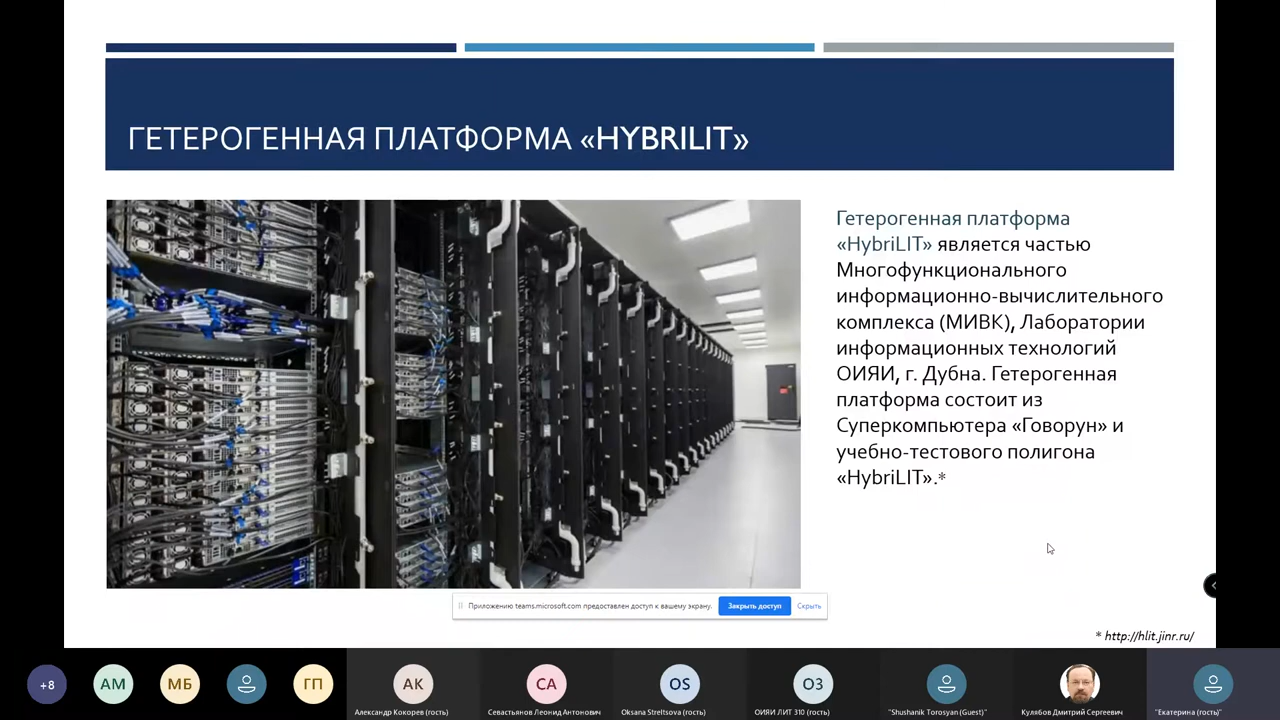 ГЕТЕРОГЕННАЯ ПЛАТФОРМА «HYBRILIT»
Гетерогенная платформа
«HybriLIT» является частью
Многофункционального
информационно-вычислительного
комплекса (МИВК), Лаборатории
информационных технологий
ОИЯИ, г. Дубна. Гетерогенная
платформа состоит из
Суперкомпьютера «Говорун» и
учебно-тестового полигона
«HybriLIT».*
Приложению teams.microsoft.com предоставлен доступ к вашему экрану.
Закрыть доступ
Скрыть
* http://hlit.jinr.ru/
+8
АМ
МБ
ГП
АК
СА
OS
ОЗ
Александр Кокорев (гость)
Севастьянов Леонид Антонович
Oksana Streltsova (гость)
ОИЯИ ЛИТ 310 (гость)
"Shushanik Torosyan (Guest)"
Кулябов Дмитрий Сергеевич
"Екатерина (гость)"